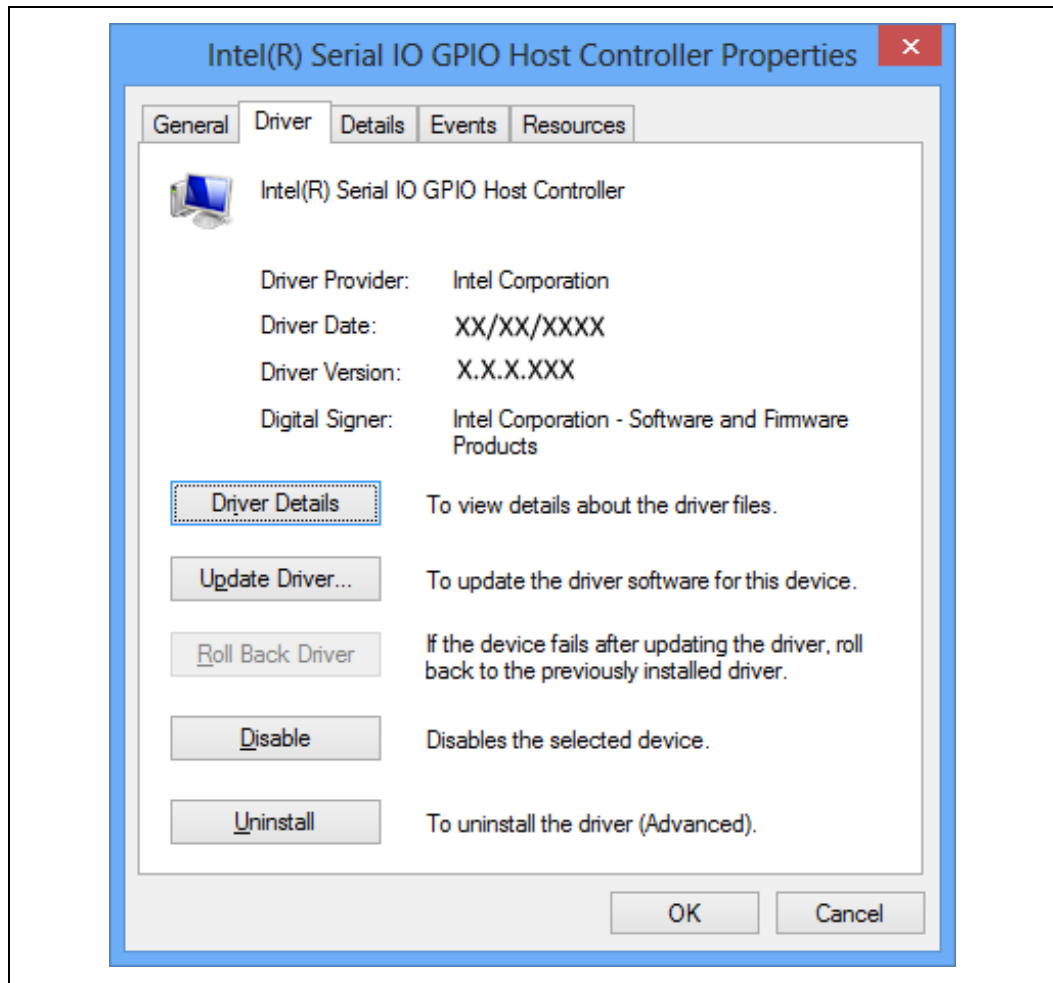 Intel(R) Serial IO GPIO Host Controller Properties
General Driver Details Events Resources
Intel(R) Serial IO GPIO Host Controller
Driver Provider: Intel Corporation
Driver Date: XX/XX/XXXX
Driver Version: X.X.X.XXX
Digital Signer: Intel Corporation - Software and Firmware
Products
Driver Details To view details about the driver files.
Update Driver... To update the driver software for this device.
Roll Back Driver If the device fails after updating the driver, roll
back to the previously installed driver.
Disable Disables the selected device.
Uninstall To uninstall the driver (Advanced).
OK Cancel